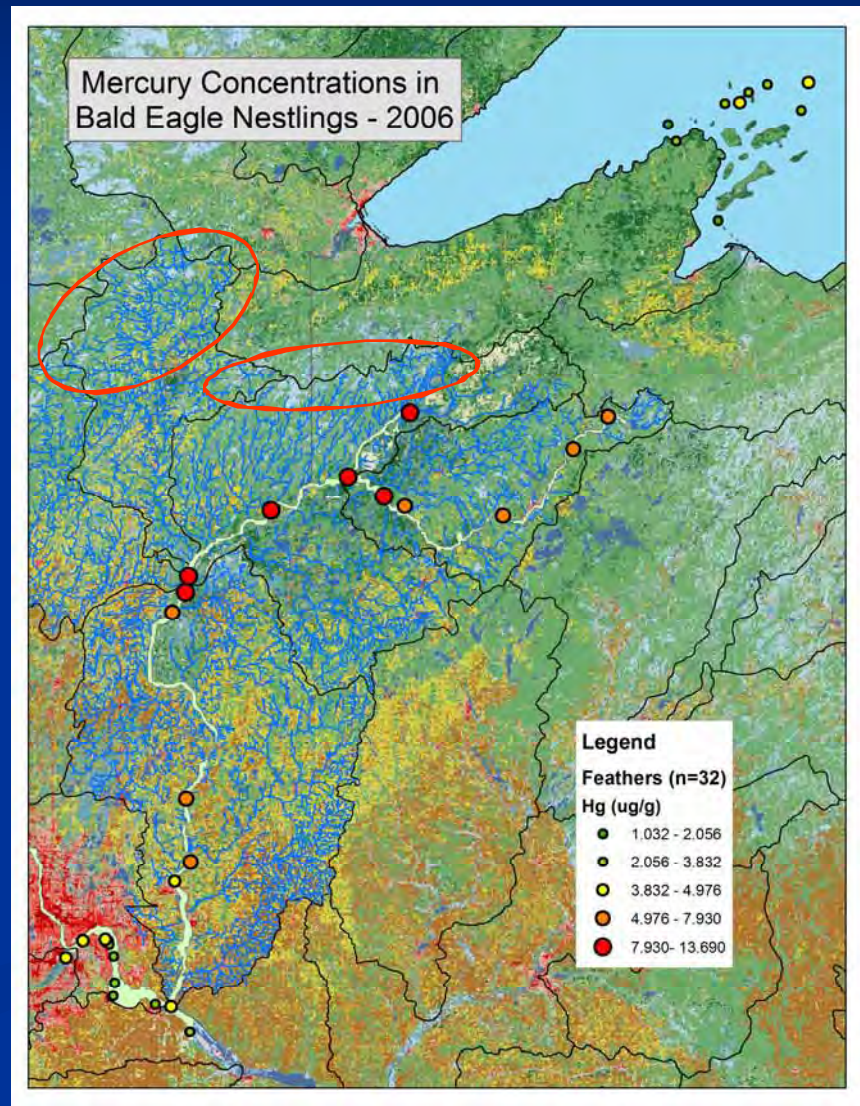 Mercury Concentrations in
Bald Eagle Nestlings - 2006
Legend
Feathers (n=32)
Hg (ug/g)
1.032 - 2.056
2.056 - 3.832
3.832 - 4.976
4.976 - 7.930
7.930- 13.690